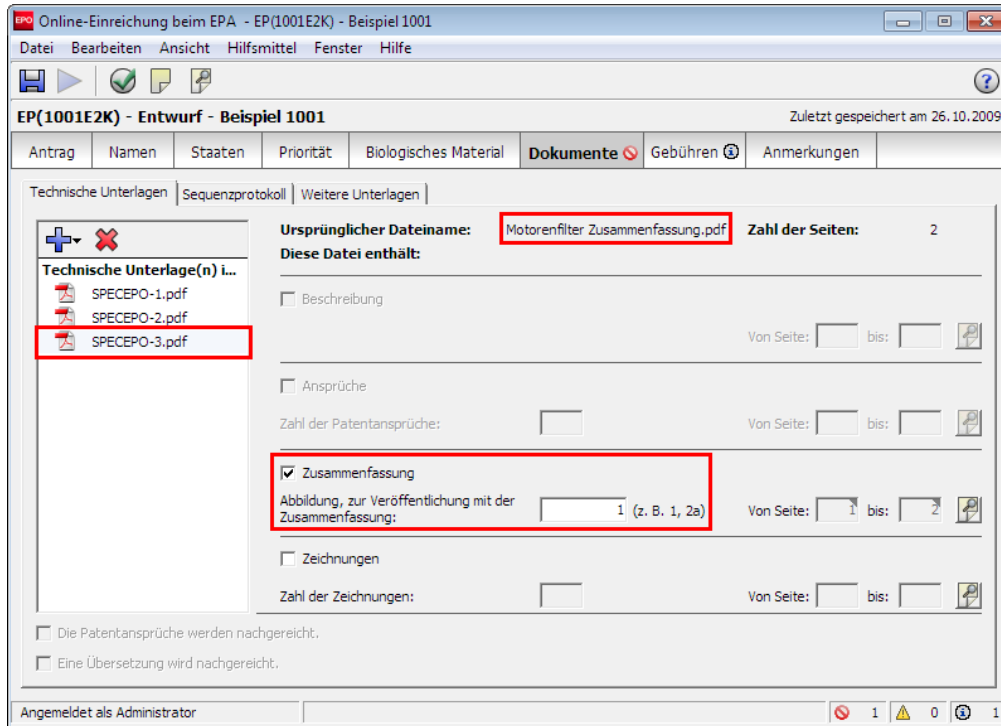 EPO Online-Einreichung beim EPA - EP(1001E2K) - Beispiel 1001
Datei Bearbeiten Ansicht Hilfsmittel Fenster Hilfe
EP(1001E2K) - Entwurf - Beispiel 1001 Zuletzt gespeichert am 26.10.2009
Antrag Namen Staaten Priorität Biologisches Material Dokumente Gebühren Anmerkungen
Technische Unterlagen Sequenzprotokoll Weitere Unterlagen
Ursprünglicher Dateiname: Motorenfilter Zusammenfassung.pdf Zahl der Seiten: 2
Diese Datei enthält:
Technische Unterlage(n) i...
SPECEPO-1.pdf
SPECEPO-2.pdf
SPECEPO-3.pdf
Beschreibung
Von Seite: bis:
Ansprüche
Zahl der Patentansprüche: Von Seite: bis:
Zusammenfassung
Abbildung, zur Veröffentlichung mit der
Zusammenfassung: 1 (z. B. 1, 2a) Von Seite: 1 bis: 2
Zeichnungen
Zahl der Zeichnungen: Von Seite: bis:
Die Patentansprüche werden nachgereicht.
Eine Übersetzung wird nachgereicht.
Angemeldet als Administrator 1 0 1